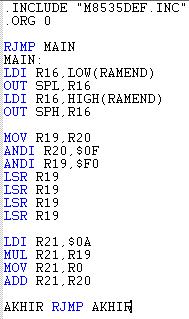 .INCLUDE "M8535DEF.INC"
.ORG 0
RJMP MAIN
MAIN:
LDI R16,LOW(RAMEND)
OUT SPL,R16
LDI R16,HIGH(RAMEND)
OUT SPH,R16
MOV R19,R20
ANDI R20,$0F
ANDI R19,$F0
LSR R19
LSR R19
LSR R19
LSR R19
LDI R21,$0A
MUL R21,R19
MOV R21,R0
ADD R21,R20
AKHIR RJMP AKHIR